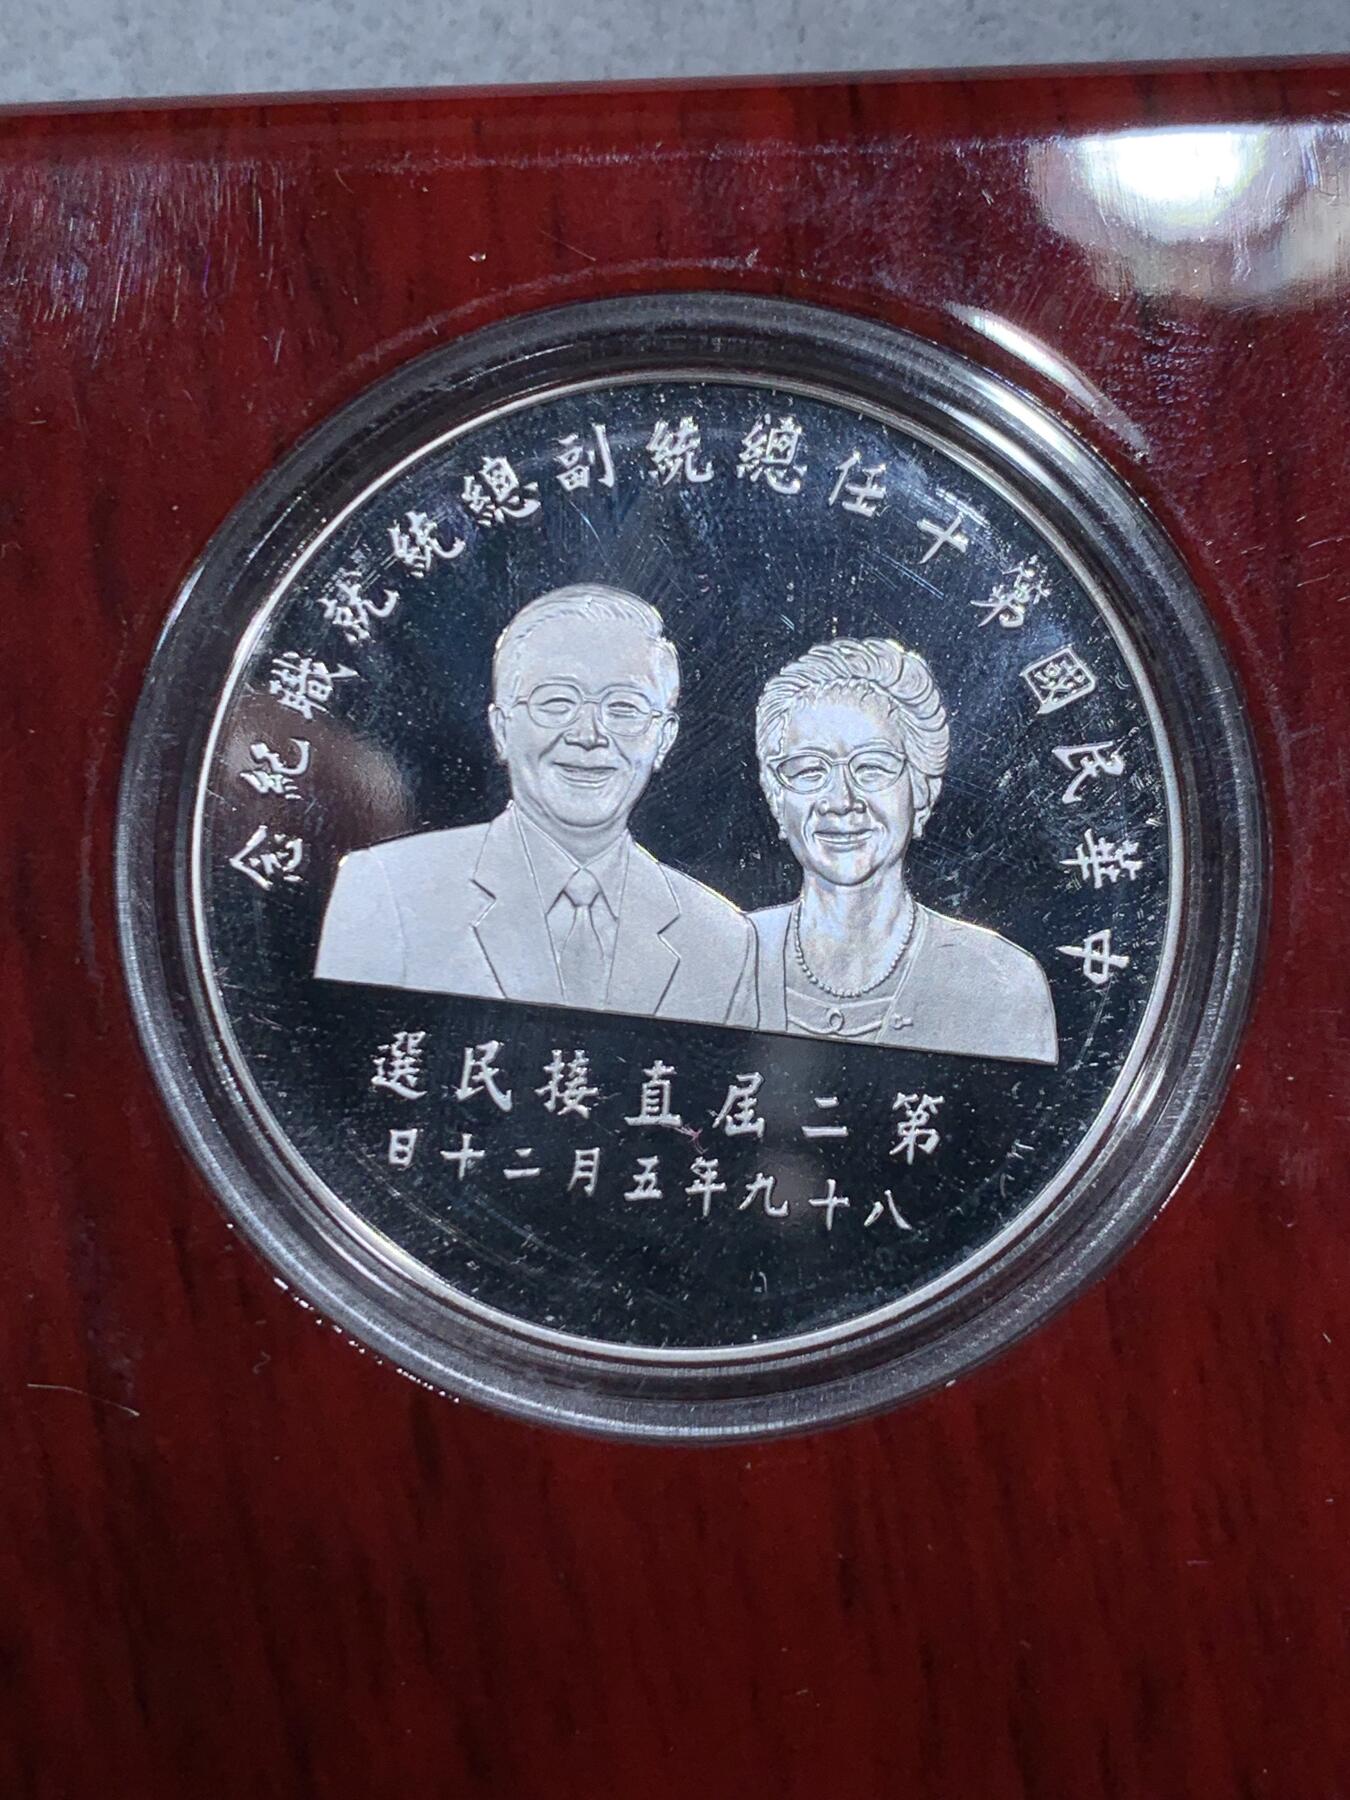 中華民國第十任總統副總統就職紀念
第二屆直接民選
八十九年五月二十日